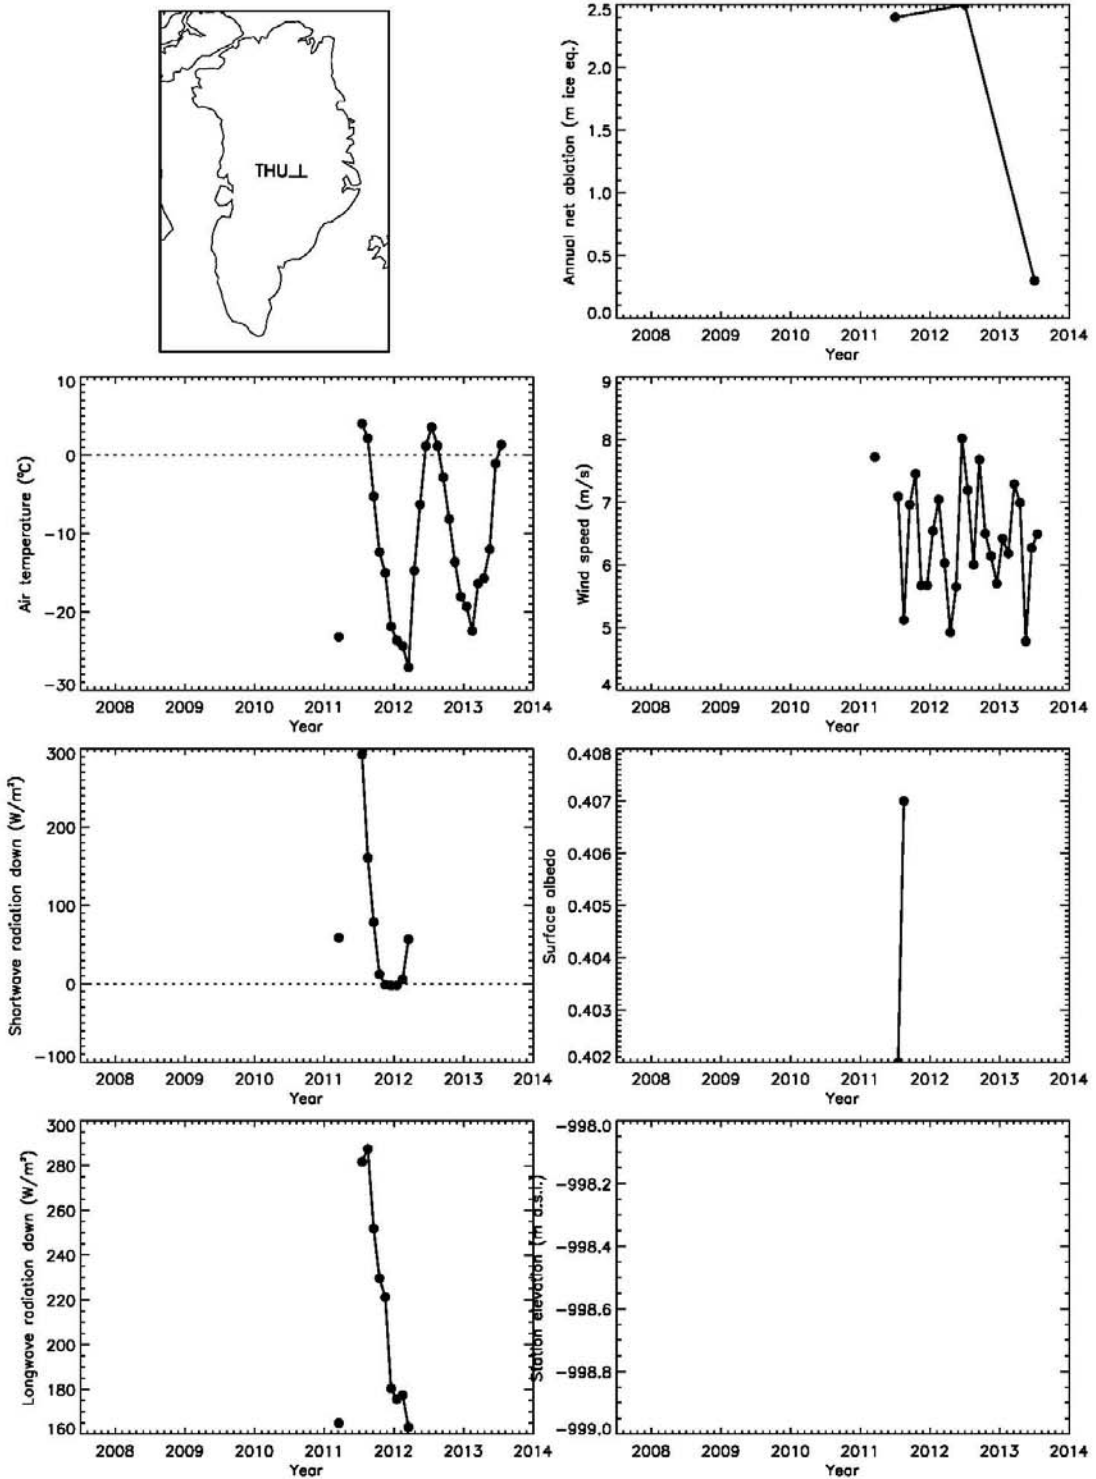 THU_L
Annual net ablation (m ice eq.)
2.5
2.0
1.5
1.0
0.5
0.0
2008 2009 2010 2011 2012 2013 2014
Year
Air temperature (°C)
10
0
-10
-20
-30
2008 2009 2010 2011 2012 2013 2014
Year
Wind speed (m/s)
9
8
7
6
5
4
2008 2009 2010 2011 2012 2013 2014
Year
Shortwave radiation down (W/m²)
300
200
100
0
-100
2008 2009 2010 2011 2012 2013 2014
Year
Surface albedo
0.408
0.407
0.406
0.405
0.404
0.403
0.402
2008 2009 2010 2011 2012 2013 2014
Year
Longwave radiation down (W/m²)
300
280
260
240
220
200
180
160
2008 2009 2010 2011 2012 2013 2014
Year
Station elevation (m a.s.l.)
-998.0
-998.2
-998.4
-998.6
-998.8
-999.0
2008 2009 2010 2011 2012 2013 2014
Year